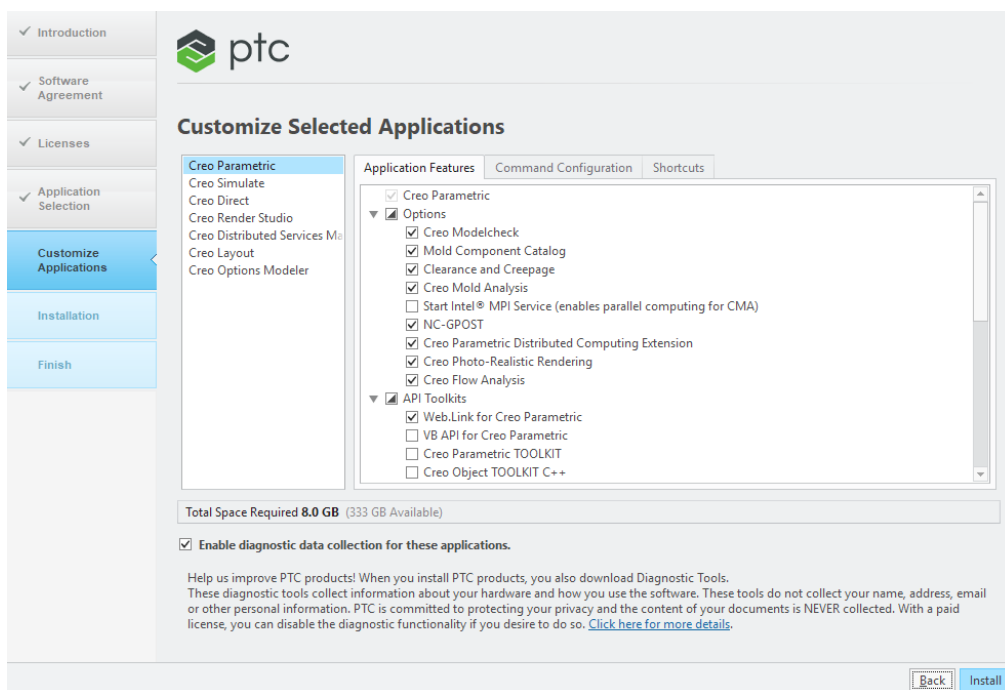 Introduction
Software
Agreement
Licenses
Application
Selection
Customize
Applications
Installation
Finish
ptc
Customize Selected Applications
Creo Parametric
Creo Simulate
Creo Direct
Creo Render Studio
Creo Distributed Services Ma
Creo Layout
Creo Options Modeler
Application Features Command Configuration Shortcuts
Creo Parametric
Options
Creo Modelcheck
Mold Component Catalog
Clearance and Creepage
Creo Mold Analysis
Start Intel® MPI Service (enables parallel computing for CMA)
NC-GPOST
Creo Parametric Distributed Computing Extension
Creo Photo-Realistic Rendering
Creo Flow Analysis
API Toolkits
Web.Link for Creo Parametric
VB API for Creo Parametric
Creo Parametric TOOLKIT
Creo Object TOOLKIT C++
Total Space Required 8.0 GB (333 GB Available)
Enable diagnostic data collection for these applications.
Help us improve PTC products! When you install PTC products, you also download Diagnostic Tools.
These diagnostic tools collect information about your hardware and how you use the software. These tools do not collect your name, address, email
or other personal information. PTC is committed to protecting your privacy and the content of your documents is NEVER collected. With a paid
license, you can disable the diagnostic functionality if you desire to do so. Click here for more details.
Back Install